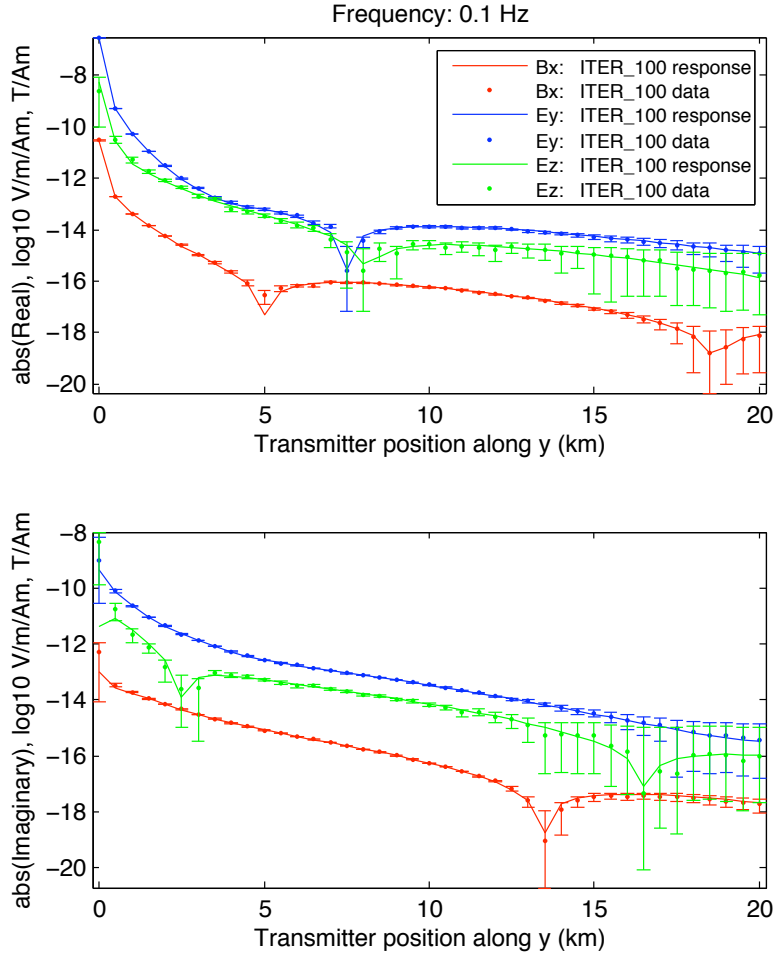 Frequency: 0.1 Hz
−8
−10
−12
−14
−16
−18
−20
abs(Real), log10 V/m/Am, T/Am
Bx: ITER_100 response
Bx: ITER_100 data
Ey: ITER_100 response
Ey: ITER_100 data
Ez: ITER_100 response
Ez: ITER_100 data
0 5 10 15 20
Transmitter position along y (km)
−8
−10
−12
−14
−16
−18
−20
abs(Imaginary), log10 V/m/Am, T/Am
0 5 10 15 20
Transmitter position along y (km)